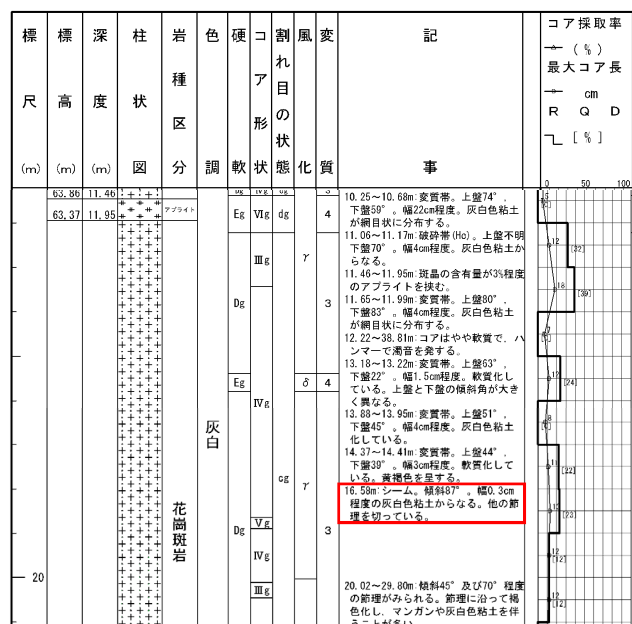 標尺(m)
標高(m)
深度(m)
柱状図
岩種区分
色調
硬軟
コア形状
割れ目の状態
風化
変質
記事
コア採取率
(%)
最大コア長
cm
R Q D
[%]
0 50 100
63.86 11.46
63.37 11.95
アプライト
Eg Ⅵg dg 4
Ⅲg
γ
Dg 3
Eg δ 4
Ⅳg
灰白
cg
γ
花崗斑岩
Ⅴg
Dg 3
Ⅳg
20
Ⅲg
10.25~10.68m:変質帯。上盤74°、
下盤59°。幅22cm程度。灰白色粘土
が網目状に分布する。
11.06~11.17m:破砕帯(Hc)。上盤不明
下盤70°。幅4cm程度。灰白色粘土か
らなる。
11.46~11.95m:斑晶の含有量が3%程度
のアプライトを挟む。
11.65~11.99m:変質帯。上盤80°、
下盤83°。幅4cm程度。灰白色粘土
が網目状に分布する。
12.22~38.81m:コアはやや軟質で、ハ
ンマーで濁音を発する。
13.18~13.22m:変質帯。上盤63°、
下盤22°。幅1.5cm程度。軟質化し
ている。上盤と下盤の傾斜角が大き
く異なる。
13.88~13.95m:変質帯。上盤51°、
下盤45°。幅4cm程度。灰白色粘土
化している。
14.37~14.41m:変質帯。上盤44°、
下盤39°。幅3cm程度。軟質化して
いる。黄褐色を呈する。
16.58m:シーム。傾斜87°。幅0.3cm
程度の灰白色粘土からなる。他の節
理を切っている。
20.02~29.80m:傾斜45°及び70°程度
の節理がみられる。節理に沿って褐
色化し、マンガンや灰白色粘土を伴
うことが多い。
12
[32]
18
[39]
7
12
[24]
8
11
[22]
[23]
12
[12]
12
[12]